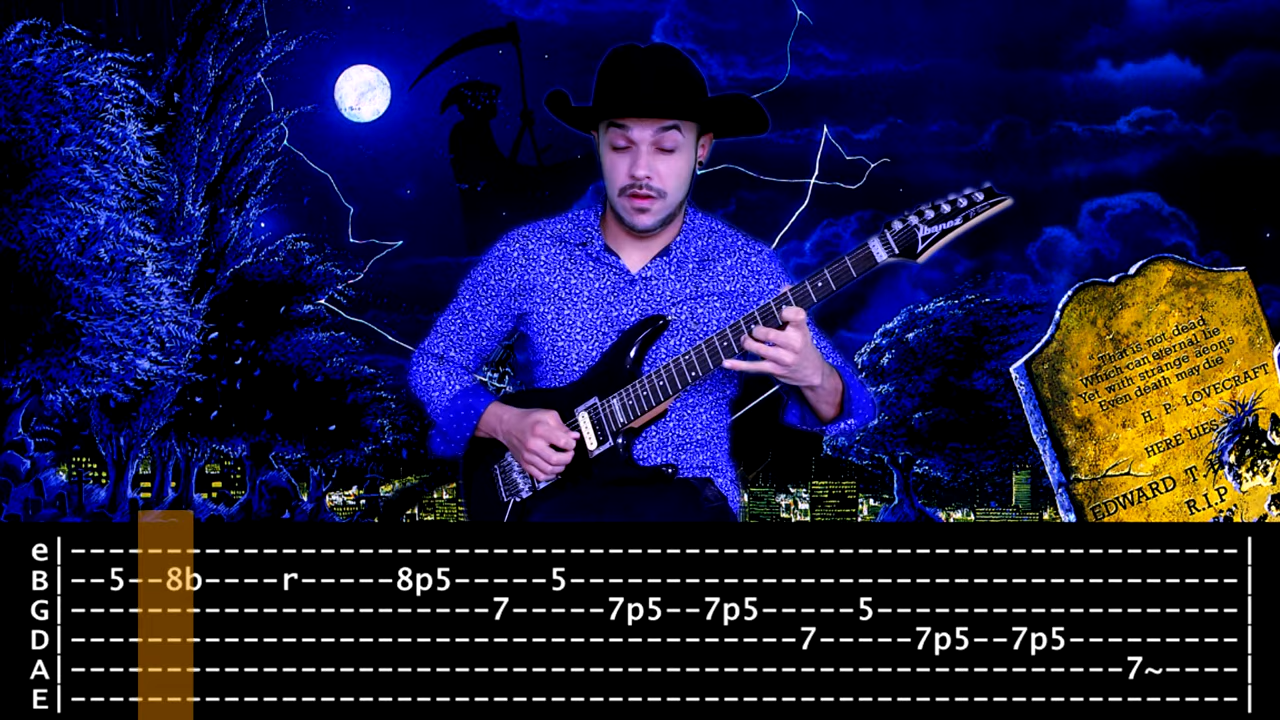 Ibanez
"That is not dead,
Which can eternal lie
Yet with strange aeons
Even death may die."
H. P. LOVECRAFT
HERE LIES
EDWARD T
R.I.P
e|--------------------------------------------------------------------|
B|--5--8b-----r------8p5------5---------------------------------------|
G|------------------------7------7p5--7p5------5----------------------|
D|------------------------------------------7------7p5--7p5-----------|
A|-------------------------------------------------------------7~-----|
E|--------------------------------------------------------------------|